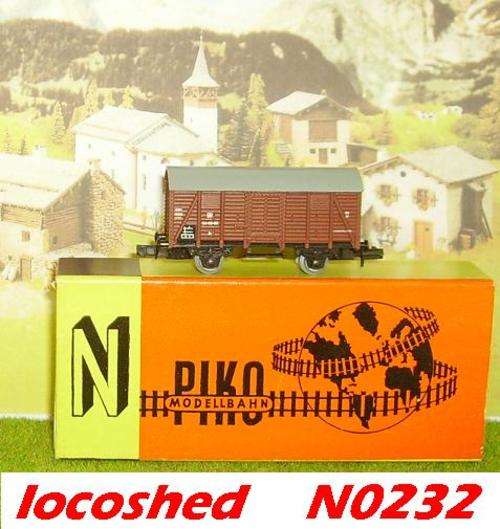 N
PIKO
MODELLBAHN
locoshed N0232